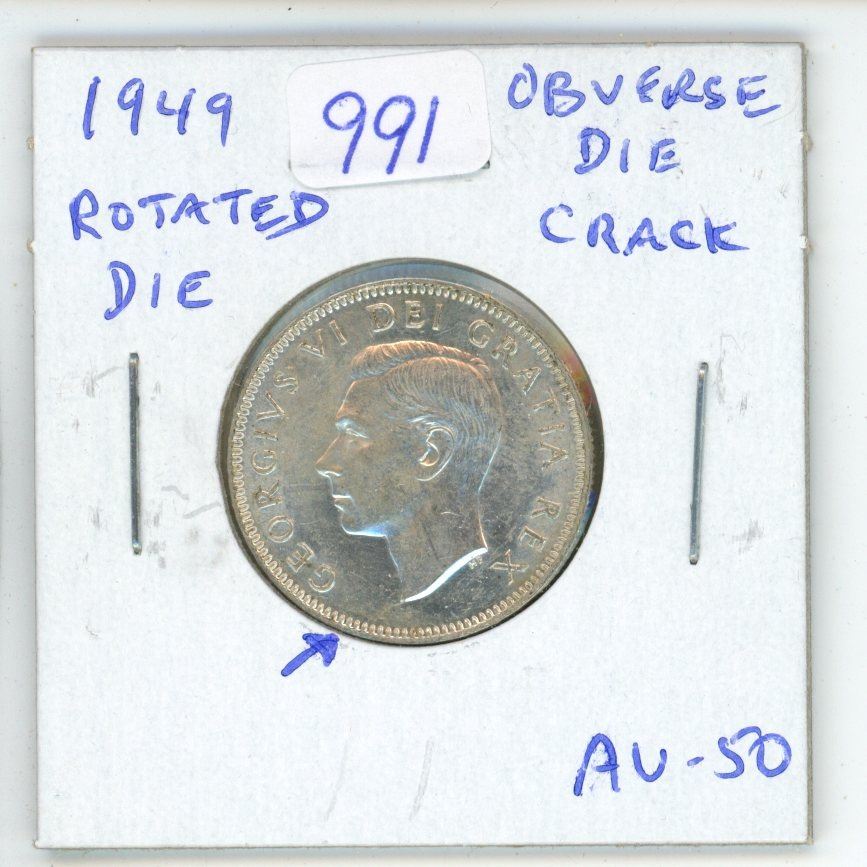 1949
ROTATED
DIE
991
OBVERSE
DIE
CRACK
GEORGIVS VI DEI GRATIA REX
AU-50